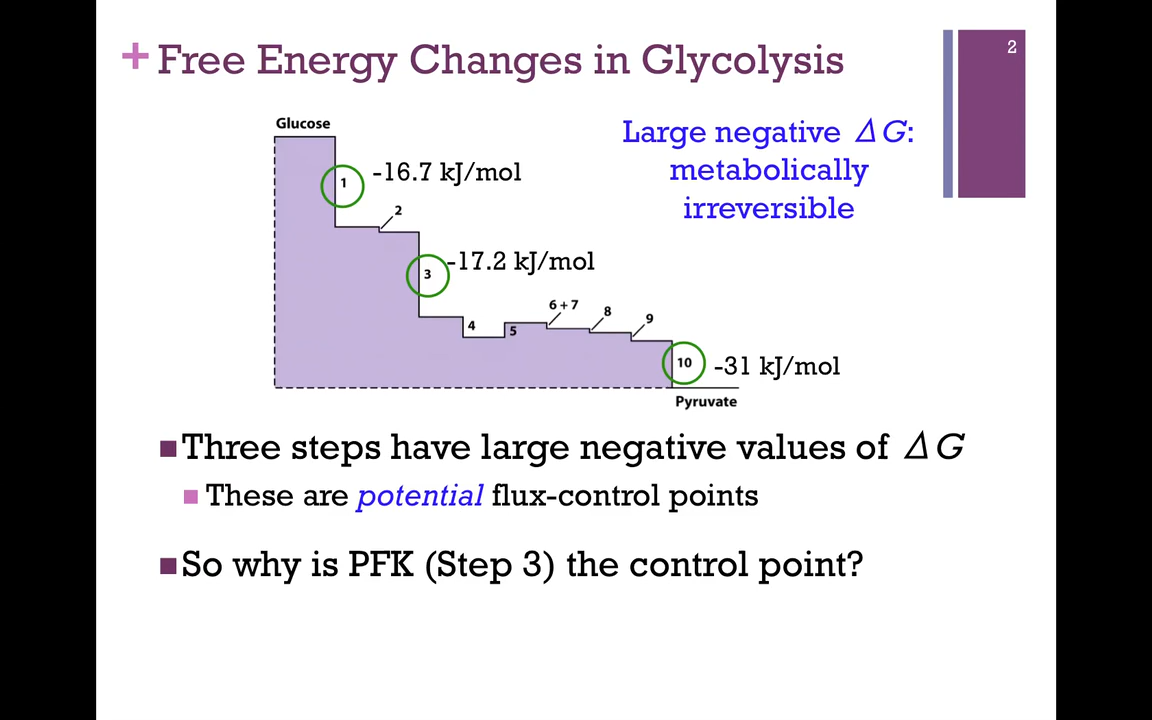 + Free Energy Changes in Glycolysis
2
Glucose
Large negative ΔG:
metabolically
irreversible
1
-16.7 kJ/mol
2
3
-17.2 kJ/mol
4
5
6 + 7
8
9
10
-31 kJ/mol
Pyruvate
Three steps have large negative values of ΔG
These are potential flux-control points
So why is PFK (Step 3) the control point?